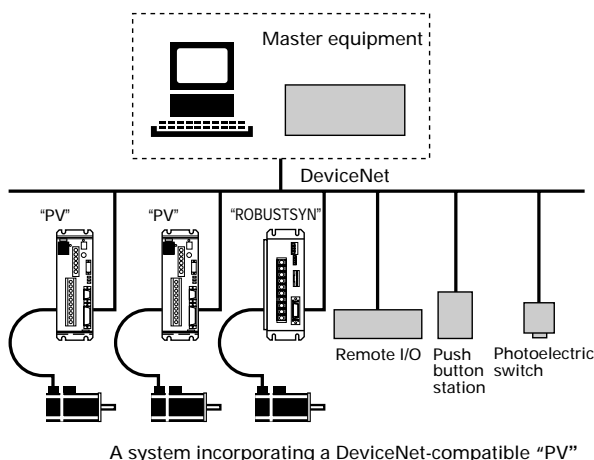 Master equipment
DeviceNet
“PV”
“PV”
“ROBUSTSYN”
Remote I/O
Push
button
station
Photoelectric
switch
A system incorporating a DeviceNet-compatible “PV”